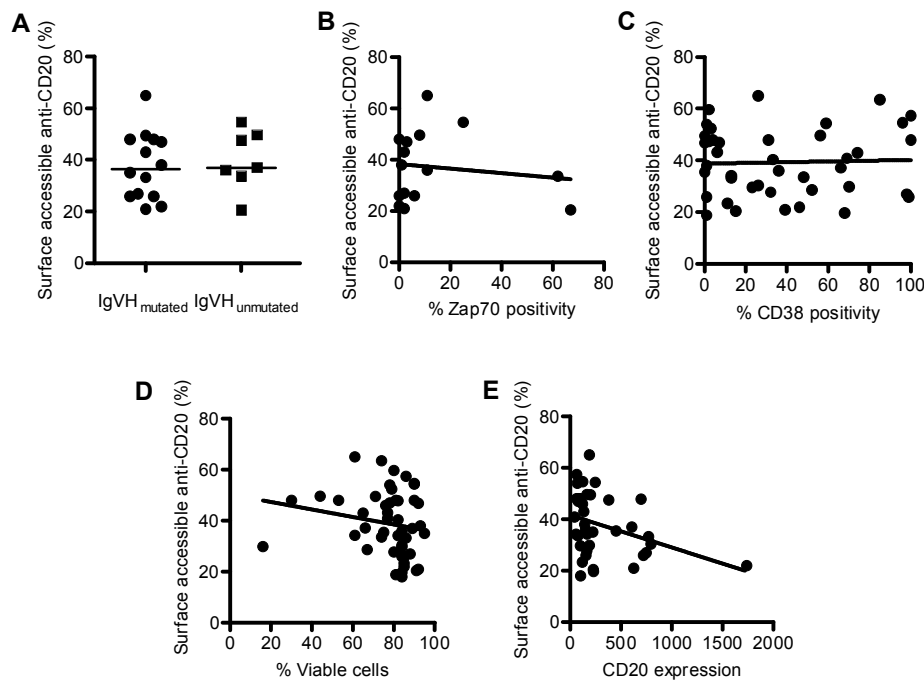 A
Surface accessible anti-CD20 (%)
80
60
40
20
0
IgVHmutated IgVHunmutated
B
Surface accessible anti-CD20 (%)
80
60
40
20
0
0 20 40 60 80
% Zap70 positivity
C
Surface accessible anti-CD20 (%)
80
60
40
20
0
0 20 40 60 80 100
% CD38 positivity
D
Surface accessible anti-CD20 (%)
80
60
40
20
0
0 20 40 60 80 100
% Viable cells
E
Surface accessible anti-CD20 (%)
80
60
40
20
0
0 500 1000 1500 2000
CD20 expression